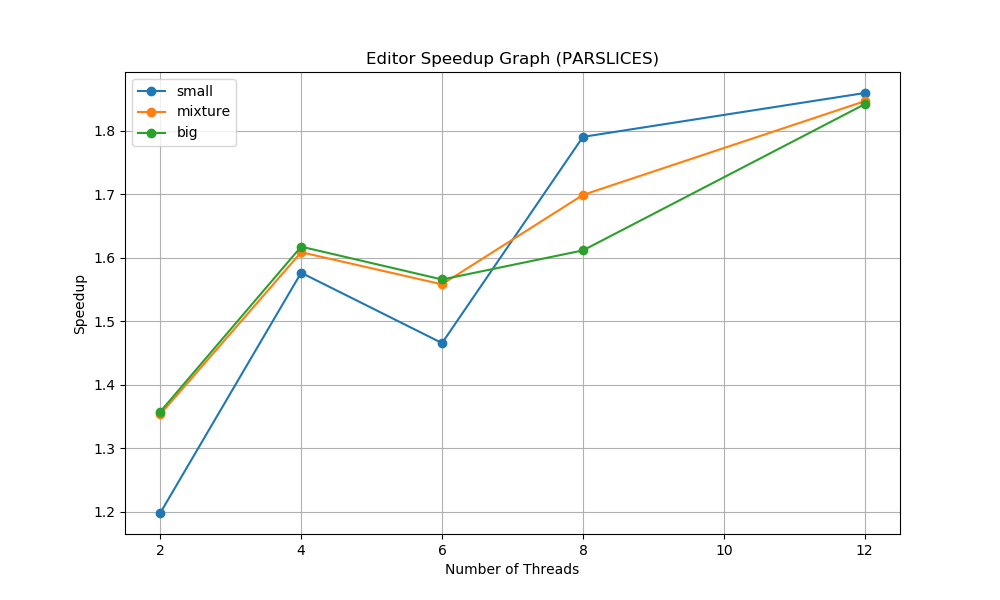 Editor Speedup Graph (PARSLICES)
small
mixture
big
1.8
1.7
1.6
1.5
1.4
1.3
1.2
Speedup
2 4 6 8 10 12
Number of Threads